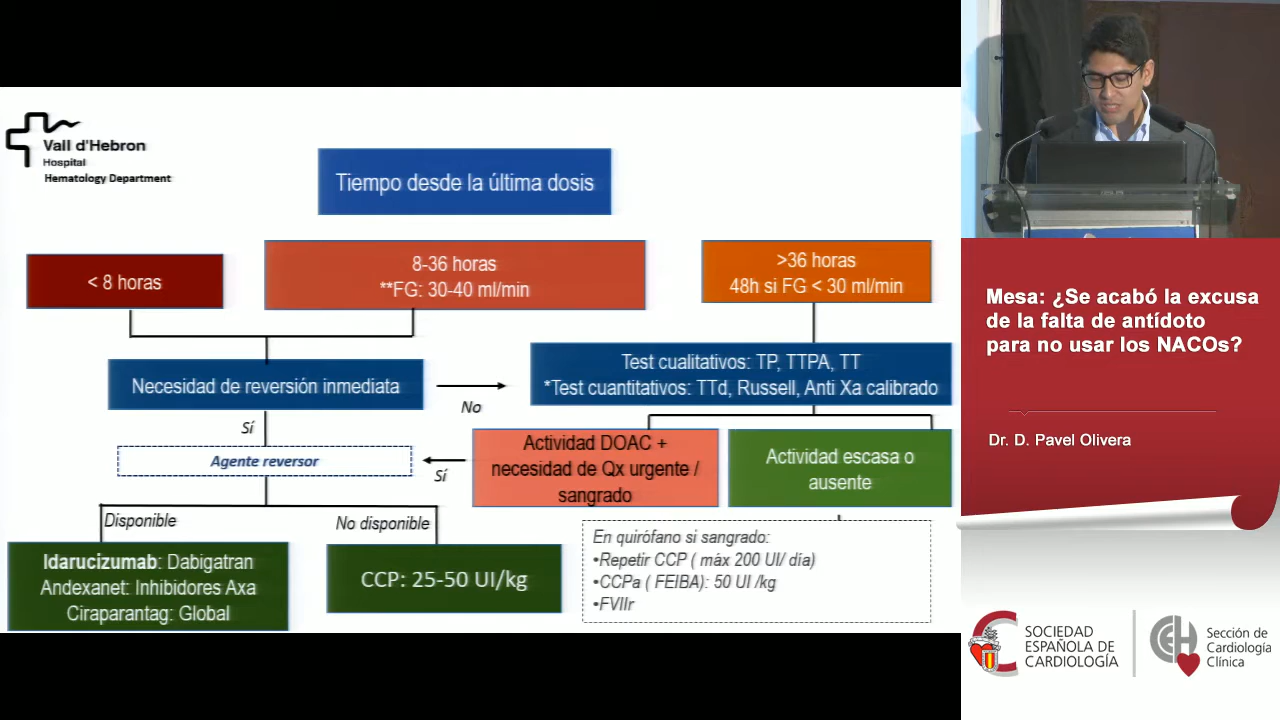 Vall d'Hebron
Hospital
Hematology Department
Tiempo desde la última dosis
< 8 horas
8-36 horas
**FG: 30-40 ml/min
>36 horas
48h si FG < 30 ml/min
Necesidad de reversión inmediata
No
Test cualitativos: TP, TTPA, TT
*Test cuantitativos: TTd, Russell, Anti Xa calibrado
Sí
Agente reversor
Sí
Actividad DOAC +
necesidad de Qx urgente /
sangrado
Actividad escasa o
ausente
Disponible
No disponible
Idarucizumab: Dabigatran
Andexanet: Inhibidores Axa
Ciraparantag: Global
CCP: 25-50 UI/kg
En quirófano si sangrado:
•Repetir CCP ( máx 200 UI/ día)
•CCPa ( FEIBA): 50 UI /kg
•FVIIr
Mesa: ¿Se acabó la excusa
de la falta de antídoto
para no usar los NACOs?
Dr. D. Pavel Olivera
SOCIEDAD
ESPAÑOLA DE
CARDIOLOGÍA
Sección de
Cardiología
Clínica